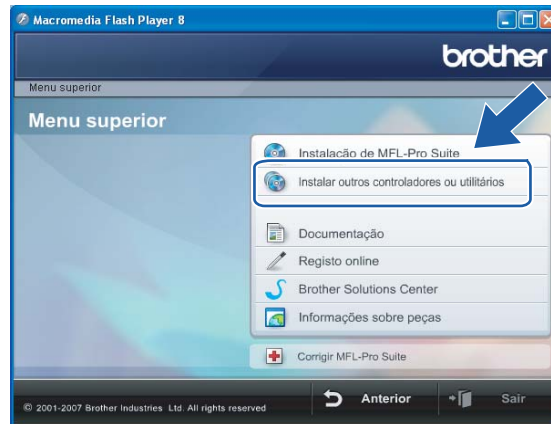 Macromedia Flash Player 8
brother
Menu superior
Menu superior
Instalação de MFL-Pro Suite
Instalar outros controladores ou utilitários
Documentação
Registo online
Brother Solutions Center
Informações sobre peças
Corrigir MFL-Pro Suite
© 2001-2007 Brother Industries Ltd. All rights reserved
Anterior
Sair